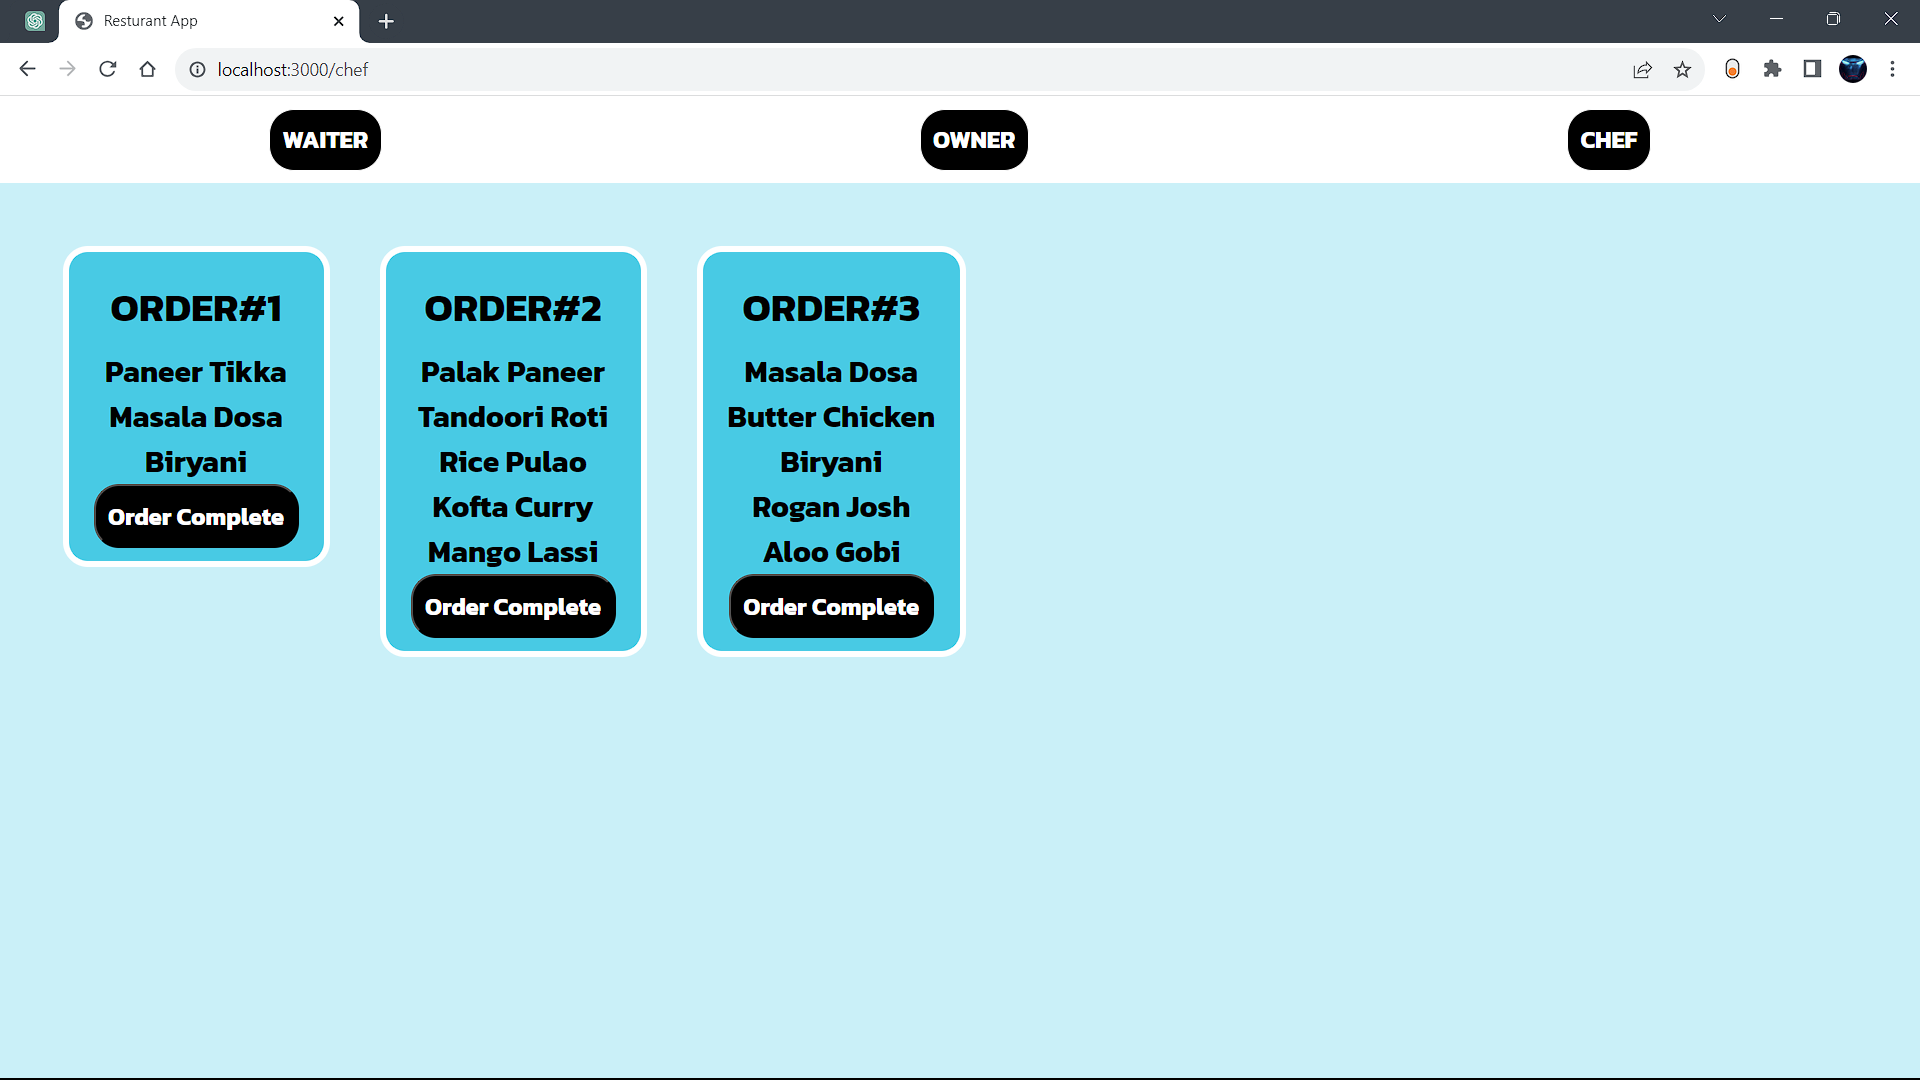 Resturant App
localhost:3000/chef
WAITER
OWNER
CHEF
ORDER#1
Paneer Tikka
Masala Dosa
Biryani
Order Complete
ORDER#2
Palak Paneer
Tandoori Roti
Rice Pulao
Kofta Curry
Mango Lassi
Order Complete
ORDER#3
Masala Dosa
Butter Chicken
Biryani
Rogan Josh
Aloo Gobi
Order Complete